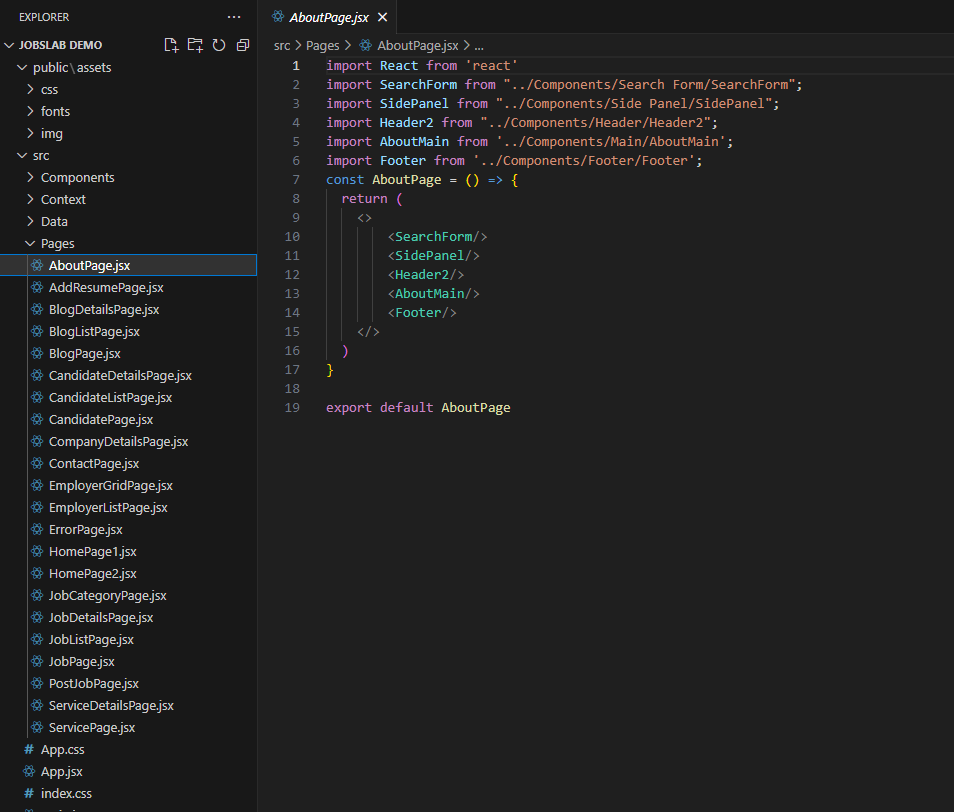 EXPLORER
JOBSLAB DEMO
public\assets
css
fonts
img
src
Components
Context
Data
Pages
AboutPage.jsx
AddResumePage.jsx
BlogDetailsPage.jsx
BlogListPage.jsx
BlogPage.jsx
CandidateDetailsPage.jsx
CandidateListPage.jsx
CandidatePage.jsx
CompanyDetailsPage.jsx
ContactPage.jsx
EmployerGridPage.jsx
EmployerListPage.jsx
ErrorPage.jsx
HomePage1.jsx
HomePage2.jsx
JobCategoryPage.jsx
JobDetailsPage.jsx
JobListPage.jsx
JobPage.jsx
PostJobPage.jsx
ServiceDetailsPage.jsx
ServicePage.jsx
# App.css
App.jsx
# index.css
AboutPage.jsx
src > Pages > AboutPage.jsx > ...
1 import React from 'react'
2 import SearchForm from "../Components/Search Form/SearchForm";
3 import SidePanel from "../Components/Side Panel/SidePanel";
4 import Header2 from "../Components/Header/Header2";
5 import AboutMain from '../Components/Main/AboutMain';
6 import Footer from '../Components/Footer/Footer';
7 const AboutPage = () => {
8 return (
9 <>
10 <SearchForm/>
11 <SidePanel/>
12 <Header2/>
13 <AboutMain/>
14 <Footer/>
15 </>
16 )
17 }
18
19 export default AboutPage